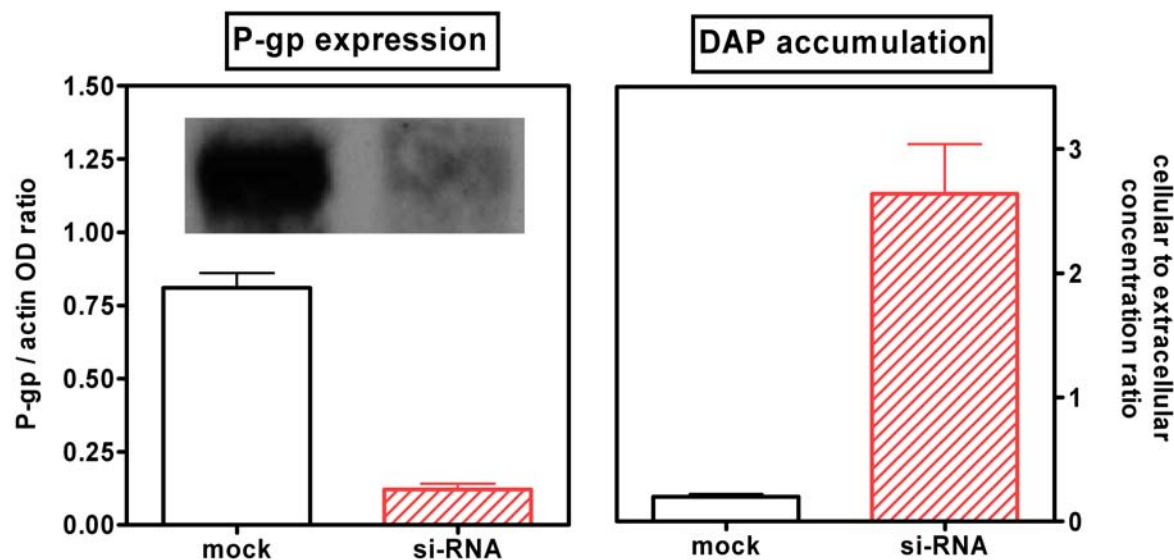 P-gp expression
1.50
1.25
1.00
0.75
0.50
0.25
0.00
P-gp / actin OD ratio
mock si-RNA
DAP accumulation
3
2
1
0
cellular to extracellular
concentration ratio
mock si-RNA